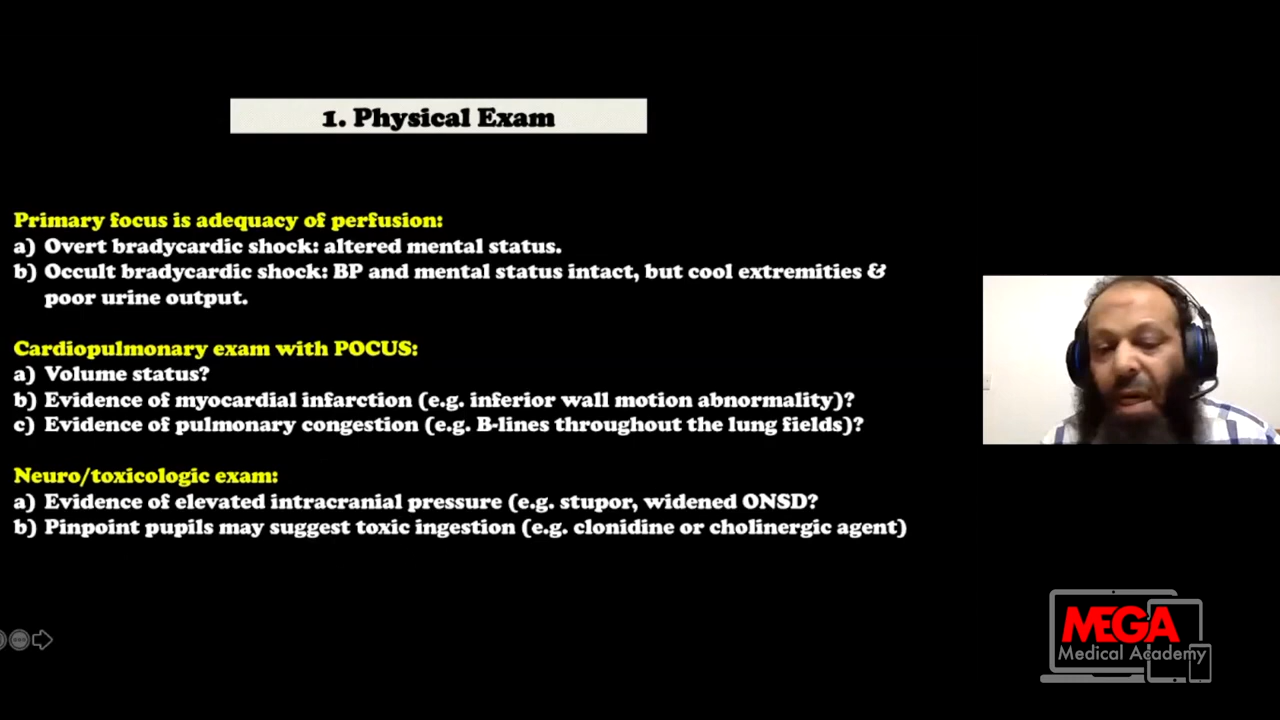 1. Physical Exam
Primary focus is adequacy of perfusion:
a) Overt bradycardic shock: altered mental status.
b) Occult bradycardic shock: BP and mental status intact, but cool extremities &
poor urine output.
Cardiopulmonary exam with POCUS:
a) Volume status?
b) Evidence of myocardial infarction (e.g. inferior wall motion abnormality)?
c) Evidence of pulmonary congestion (e.g. B-lines throughout the lung fields)?
Neuro/toxicologic exam:
a) Evidence of elevated intracranial pressure (e.g. stupor, widened ONSD?
b) Pinpoint pupils may suggest toxic ingestion (e.g. clonidine or cholinergic agent)
MEGA
Medical Academy